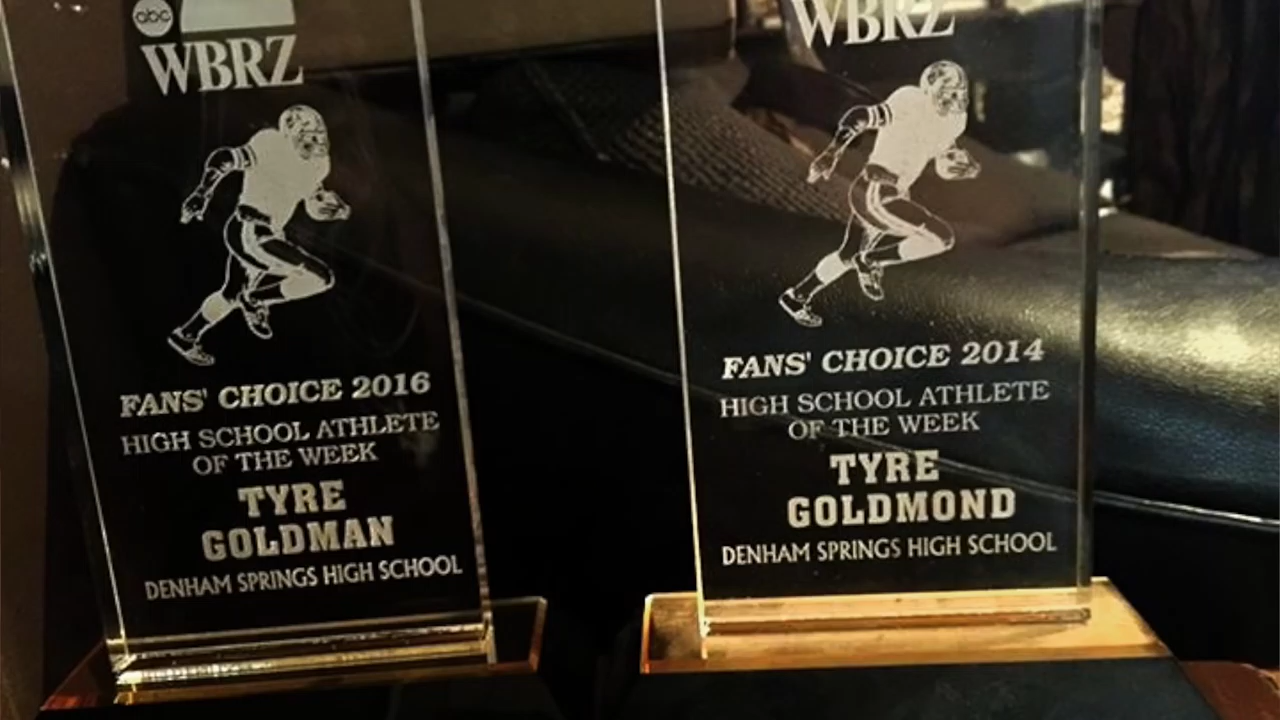 abc
WBRZ
FANS' CHOICE 2016
HIGH SCHOOL ATHLETE
OF THE WEEK
TYRE
GOLDMAN
DENHAM SPRINGS HIGH SCHOOL
WBRZ
FANS' CHOICE 2014
HIGH SCHOOL ATHLETE
OF THE WEEK
TYRE
GOLDMOND
DENHAM SPRINGS HIGH SCHOOL